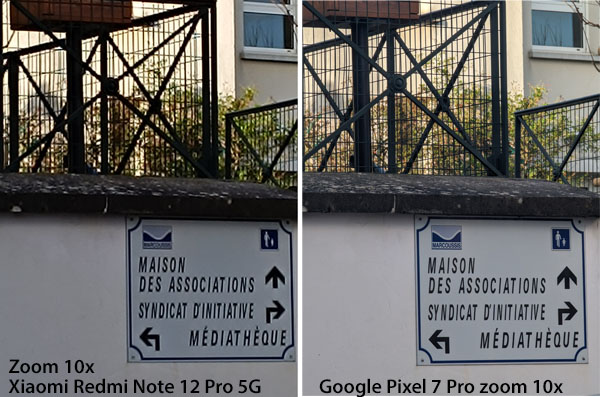 MARCOUSSIS
MAISON
DES ASSOCIATIONS
SYNDICAT D'INITIATIVE
MÉDIATHÈQUE
Zoom 10x
Xiaomi Redmi Note 12 Pro 5G
MARCOUSSIS
MAISON
DES ASSOCIATIONS
SYNDICAT D'INITIATIVE
MÉDIATHÈQUE
Google Pixel 7 Pro zoom 10x